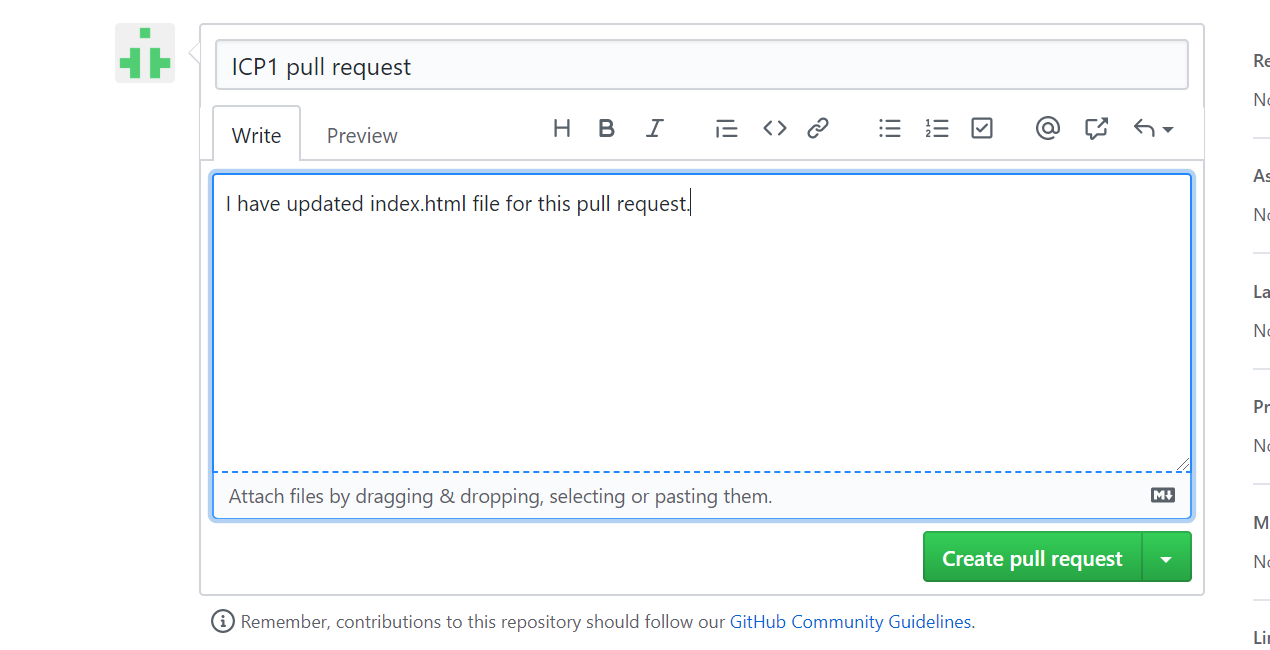 ICP1 pull request
Write
Preview
I have updated index.html file for this pull request.
Attach files by dragging & dropping, selecting or pasting them.
Create pull request
Remember, contributions to this repository should follow our GitHub Community Guidelines.
Re
No
As
No
La
No
Pr
No
M
No
Li